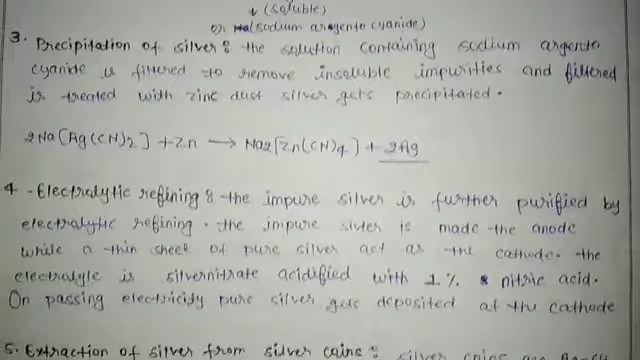 (soluble)
or (sodium argento cyanide)
3. Precipitation of silver : the solution containing sodium argento
cyanide is filtered to remove insoluble impurities and filtered
is treated with zinc dust silver gets precipitated.
2Na[Ag(CN)2] + Zn → Na2[Zn(CN)4] + 2Ag
4 - Electrolytic refining : the impure silver is further purified by
electrolytic refining. the impure silver is made the anode
while a thin sheet of pure silver act as the cathode. the
electrolyte is silvernitrate acidified with 1% nitric acid.
On passing electricity pure silver gets deposited at the cathode
5. Extraction of silver from silver coins : silver coins are Ag-Cu